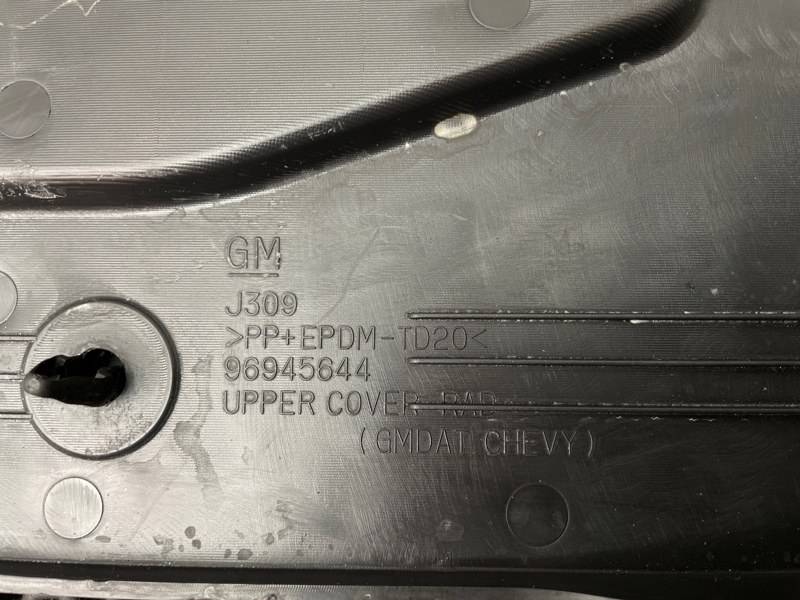 GM
J309
>PP+EPDM-TD20<
96945644
UPPER COVER-RAD
(GMDAT CHEVY)